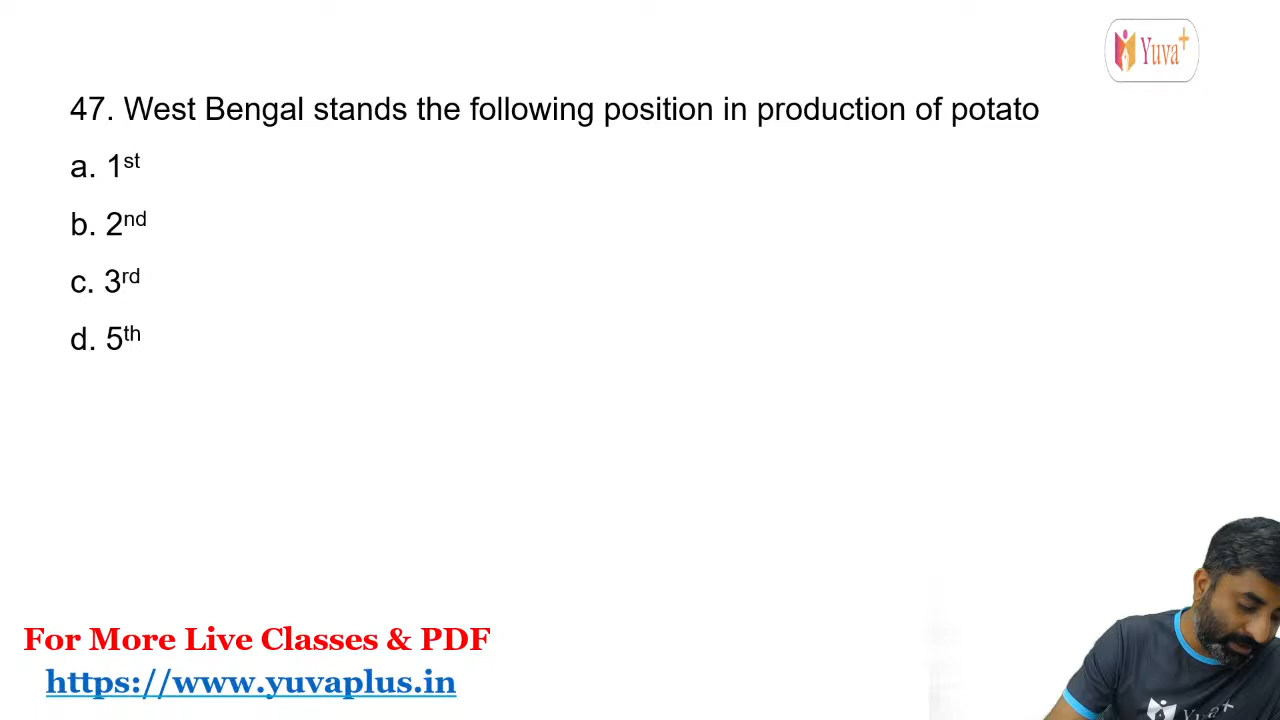 Yuva+
47. West Bengal stands the following position in production of potato
a. 1st
b. 2nd
c. 3rd
d. 5th
For More Live Classes & PDF
https://www.yuvaplus.in
Yuva+